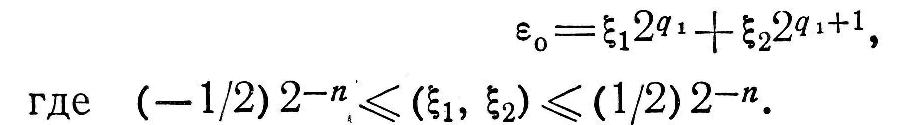 ε₀=ξ₁2^{q₁}+ξ₂2^{q₁+1},
где (—1/2) 2^{—n}⩽(ξ₁, ξ₂)⩽(1/2) 2^{—n}.